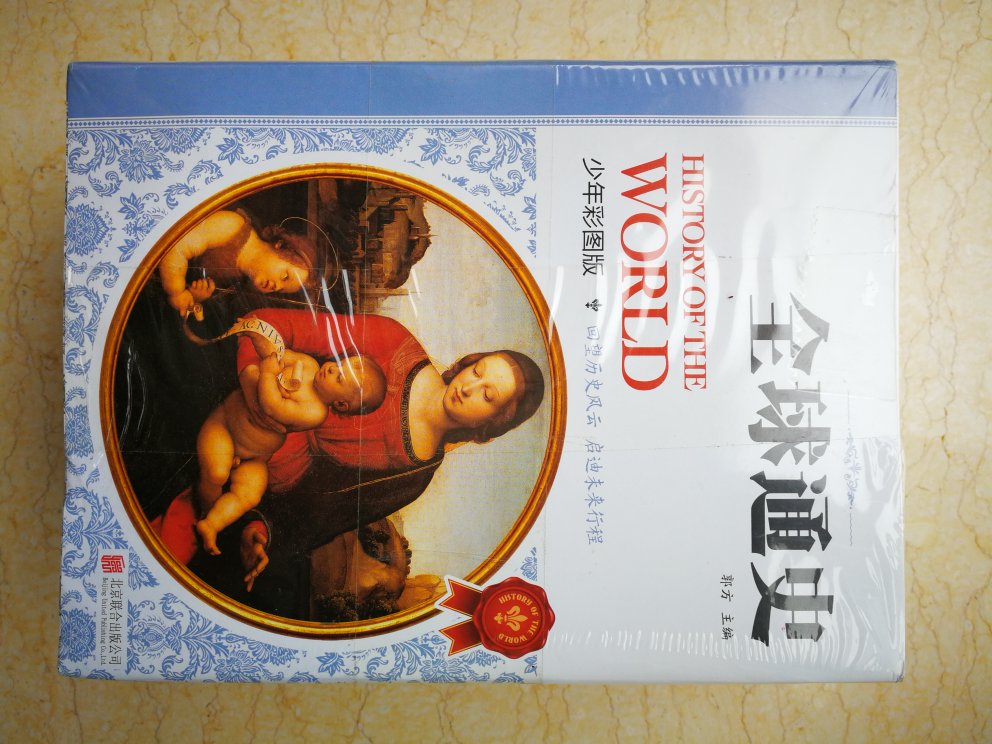 全球通史
郭方 主编
HISTORY OF THE
WORLD
少年彩图版
回望历史风云 启迪未来行程
HISTORY OF THE WORLD
北京联合出版公司
Beijing United Publishing Co.,Ltd.